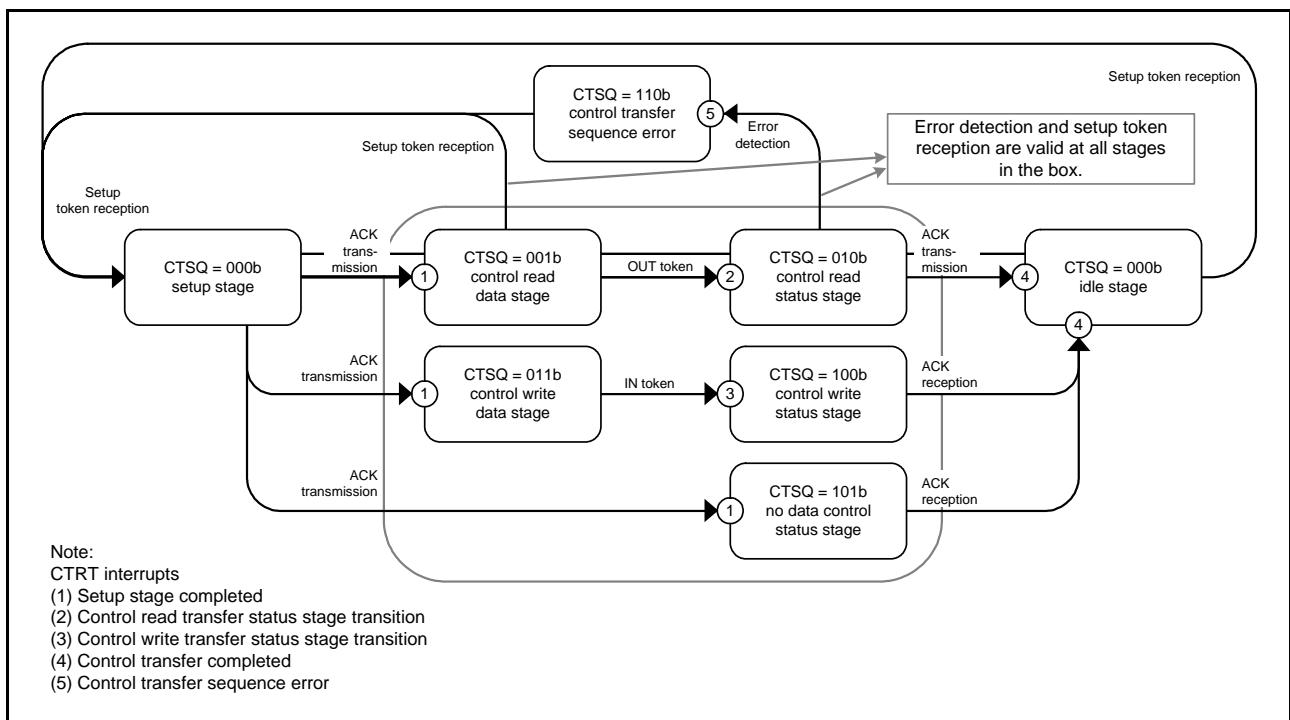 Setup token reception
CTSQ = 110b
control transfer
sequence error
5
Error
detection
Setup token reception
Error detection and setup token
reception are valid at all stages
in the box.
Setup
token reception
CTSQ = 000b
setup stage
ACK
trans-
mission
1
CTSQ = 001b
control read
data stage
OUT token
2
CTSQ = 010b
control read
status stage
ACK
trans-
mission
4
CTSQ = 000b
idle stage
4
ACK
transmission
1
CTSQ = 011b
control write
data stage
IN token
3
CTSQ = 100b
control write
status stage
ACK
reception
ACK
transmission
1
CTSQ = 101b
no data control
status stage
ACK
reception
Note:
CTRT interrupts
(1) Setup stage completed
(2) Control read transfer status stage transition
(3) Control write transfer status stage transition
(4) Control transfer completed
(5) Control transfer sequence error